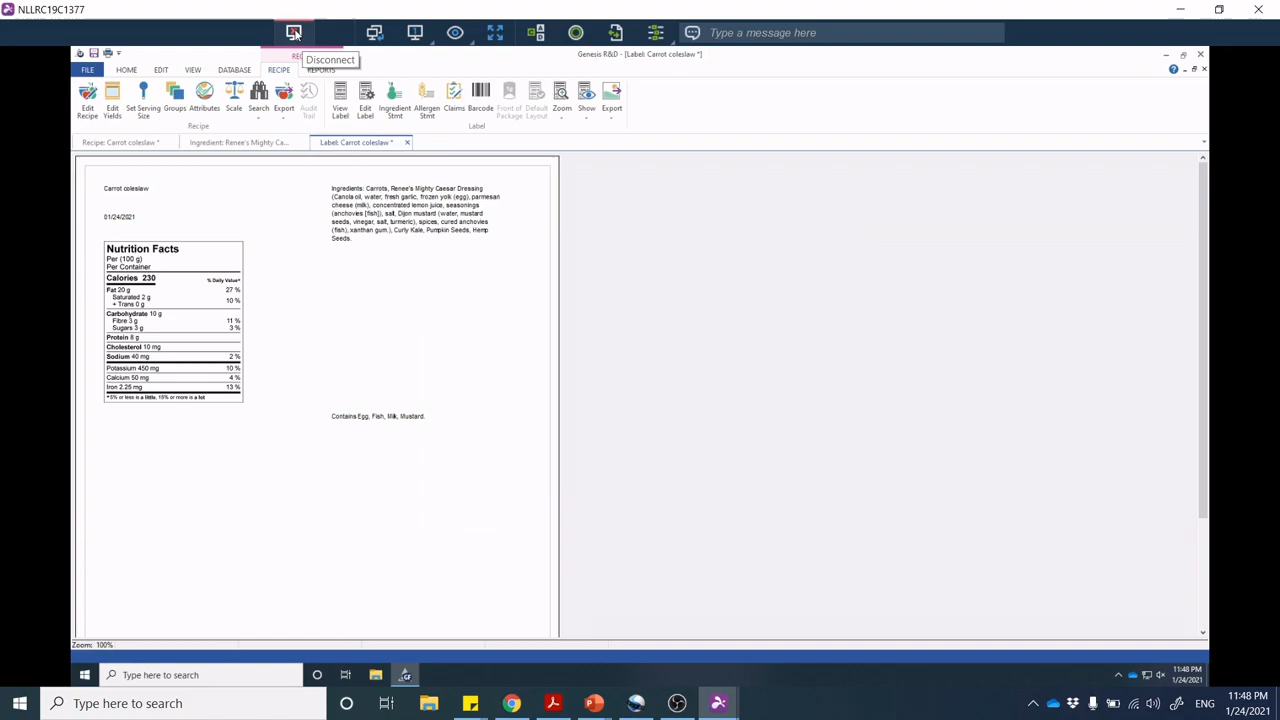 NLLRC19C1377
Type a message here
Disconnect
Genesis R&D - [Label: Carrot coleslaw *]
FILE HOME EDIT VIEW DATABASE RECIPE REPORTS
Edit Recipe
Edit Yields
Set Serving Size
Groups
Attributes
Scale
Search
Export
Audit Trail
View Label
Edit Label
Ingredient Stmt
Allergen Stmt
Claims
Barcode
Front of Package
Default Layout
Zoom
Show
Export
Recipe
Label
Recipe: Carrot coleslaw *
Ingredient: Renee's Mighty Ca...
Label: Carrot coleslaw *
Carrot coleslaw
01/24/2021
Nutrition Facts
Per (100 g)
Per Container
Calories 230
% Daily Value*
Fat 20 g 27 %
Saturated 2 g 10 %
+ Trans 0 g
Carbohydrate 10 g
Fibre 3 g 11 %
Sugars 3 g 3 %
Protein 8 g
Cholesterol 10 mg
Sodium 40 mg 2 %
Potassium 450 mg 10 %
Calcium 50 mg 4 %
Iron 2.25 mg 13 %
*5% or less is a little, 15% or more is a lot
Ingredients: Carrots, Renee's Mighty Caesar Dressing
(Canola oil, water, fresh garlic, frozen yolk (egg), parmesan
cheese (milk), concentrated lemon juice, seasonings
(anchovies [fish]), salt, Dijon mustard (water, mustard
seeds, vinegar, salt, turmeric), spices, cured anchovies
(fish), xanthan gum.), Curly Kale, Pumpkin Seeds, Hemp
Seeds.
Contains Egg, Fish, Milk, Mustard.
Zoom: 100%
Type here to search
GF
11:48 PM
1/24/2021
Type here to search
ENG
11:48 PM
1/24/2021